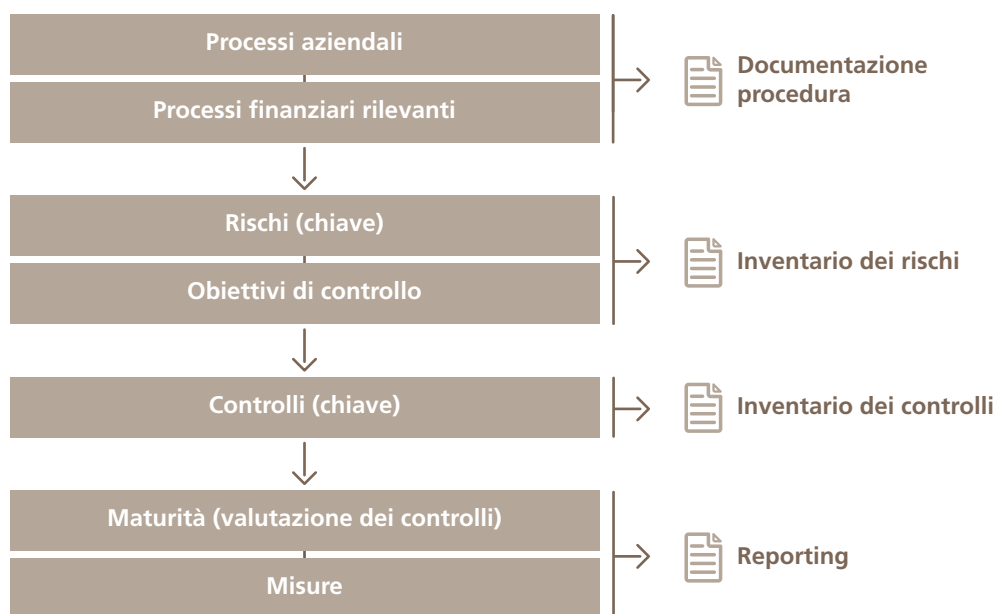 Processi aziendali
Processi finanziari rilevanti
Documentazione
procedura
Rischi (chiave)
Obiettivi di controllo
Inventario dei rischi
Controlli (chiave)
Inventario dei controlli
Maturità (valutazione dei controlli)
Misure
Reporting